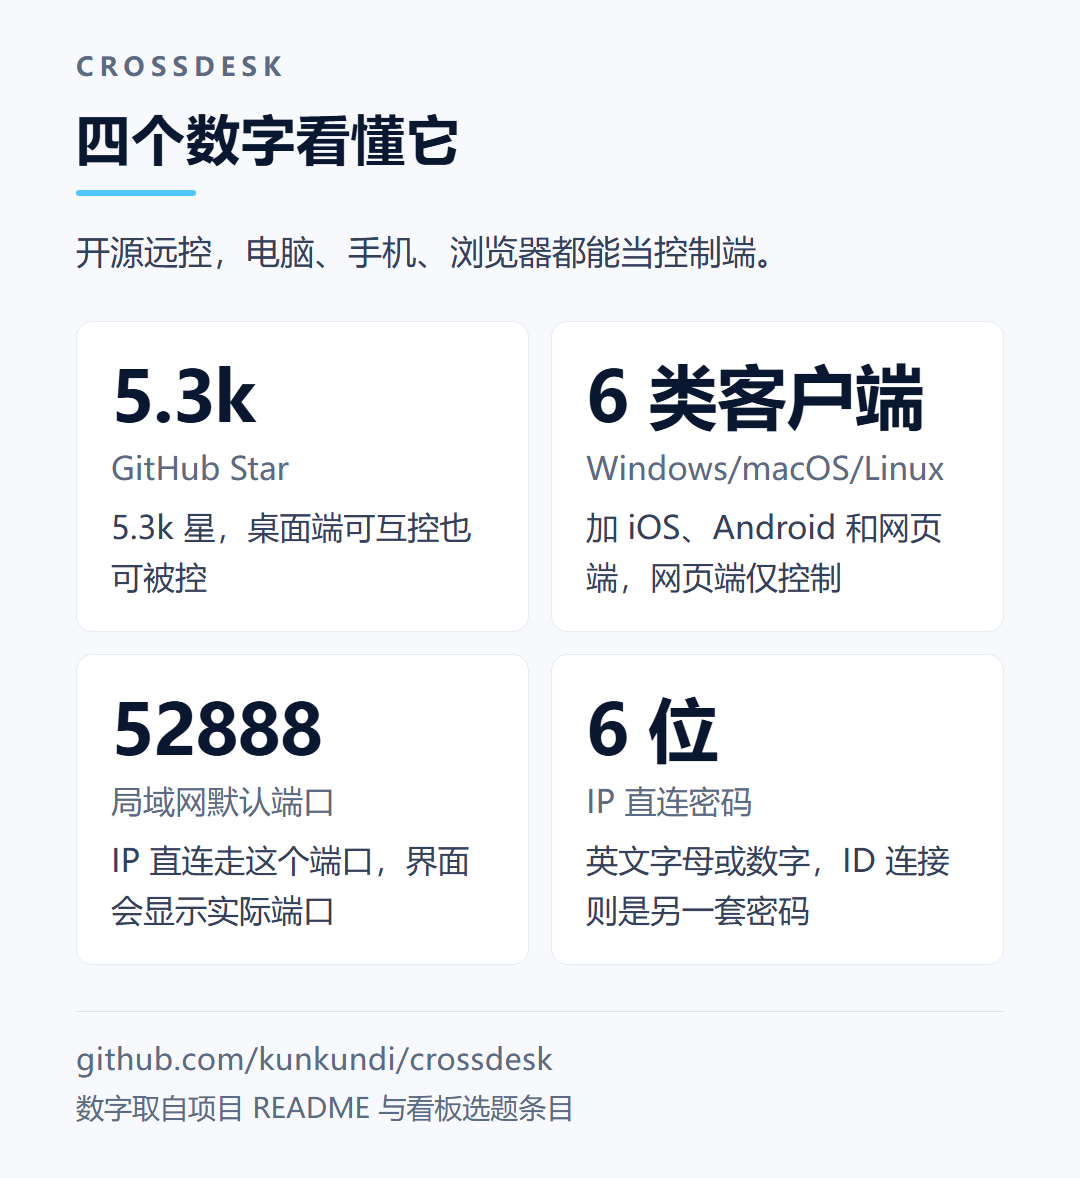 CROSSDESK
四个数字看懂它
开源远控，电脑、手机、浏览器都能当控制端。
5.3k
GitHub Star
5.3k 星，桌面端可互控也
可被控
6 类客户端
Windows/macOS/Linux
加 iOS、Android 和网页
端，网页端仅控制
52888
局域网默认端口
IP 直连走这个端口，界面
会显示实际端口
6 位
IP 直连密码
英文字母或数字，ID 连接
则是另一套密码
github.com/kunkundi/crossdesk
数字取自项目 README 与看板选题条目